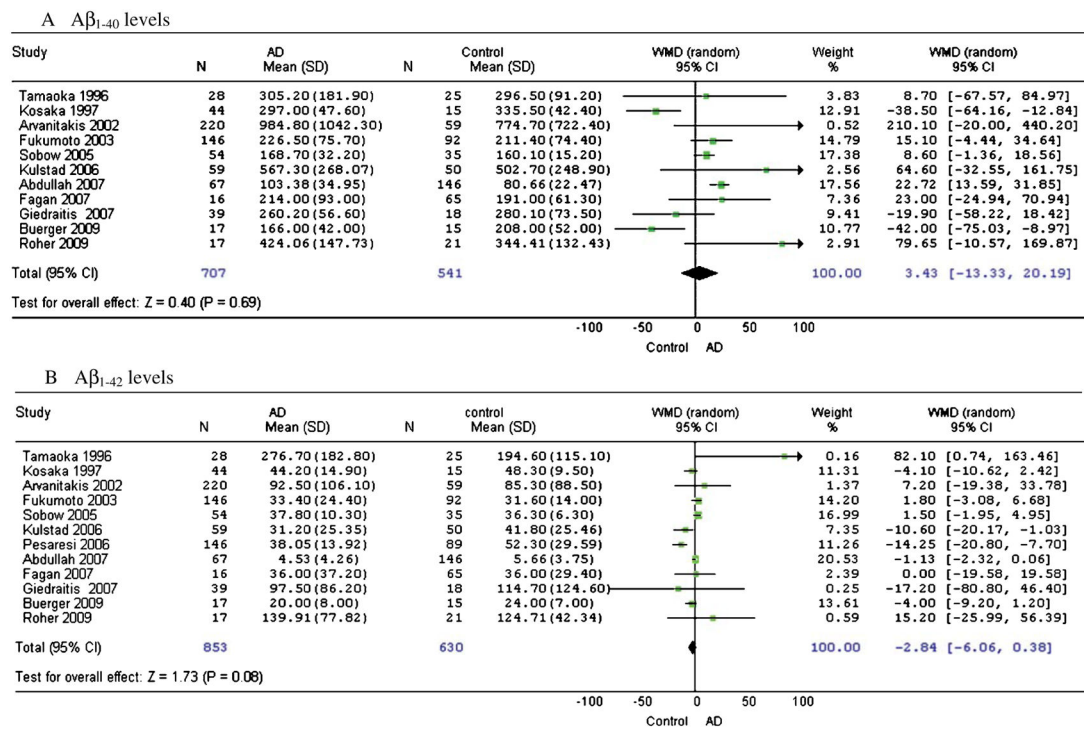 A Aβ1-40 levels
Study AD Control WMD (random) Weight WMD (random)
N Mean (SD) N Mean (SD) 95% CI % 95% CI
Tamaoka 1996 28 305.20(181.90) 25 296.50(91.20) 3.83 8.70 [-67.57, 84.97]
Kosaka 1997 44 297.00(47.60) 15 335.50(42.40) 12.91 -38.50 [-64.16, -12.84]
Arvanitakis 2002 220 984.80(1042.30) 59 774.70(722.40) 0.52 210.10 [-20.00, 440.20]
Fukumoto 2003 146 226.50(75.70) 92 211.40(74.40) 14.79 15.10 [-4.44, 34.64]
Sobow 2005 54 168.70(32.20) 35 160.10(15.20) 17.38 8.60 [-1.36, 18.56]
Kulstad 2006 59 567.30(268.07) 50 502.70(248.90) 2.56 64.60 [-32.55, 161.75]
Abdullah 2007 67 103.38(34.95) 146 80.66(22.47) 17.56 22.72 [13.59, 31.85]
Fagan 2007 16 214.00(93.00) 65 191.00(61.30) 7.36 23.00 [-24.94, 70.94]
Giedraitis 2007 39 260.20(56.60) 18 280.10(73.50) 9.41 -19.90 [-58.22, 18.42]
Buerger 2009 17 166.00(42.00) 15 208.00(52.00) 10.77 -42.00 [-75.03, -8.97]
Roher 2009 17 424.06(147.73) 21 344.41(132.43) 2.91 79.65 [-10.57, 169.87]
Total (95% CI) 707 541 100.00 3.43 [-13.33, 20.19]
Test for overall effect: Z = 0.40 (P = 0.69)
-100 -50 0 50 100
Control AD
B Aβ1-42 levels
Study AD control WMD (random) Weight WMD (random)
N Mean (SD) N Mean (SD) 95% CI % 95% CI
Tamaoka 1996 28 276.70(182.80) 25 194.60(115.10) 0.16 82.10 [0.74, 163.46]
Kosaka 1997 44 44.20(14.90) 15 48.30(9.50) 11.31 -4.10 [-10.62, 2.42]
Arvanitakis 2002 220 92.50(106.10) 59 85.30(88.50) 1.37 7.20 [-19.38, 33.78]
Fukumoto 2003 146 33.40(24.40) 92 31.60(14.00) 14.20 1.80 [-3.08, 6.68]
Sobow 2005 54 37.80(10.30) 35 36.30(6.30) 16.99 1.50 [-1.95, 4.95]
Kulstad 2006 59 31.20(25.35) 50 41.80(25.46) 7.35 -10.60 [-20.17, -1.03]
Pesaresi 2006 146 38.05(13.92) 89 52.30(29.59) 11.26 -14.25 [-20.80, -7.70]
Abdullah 2007 67 4.53(4.26) 146 5.66(3.75) 20.53 -1.13 [-2.32, 0.06]
Fagan 2007 16 36.00(37.20) 65 36.00(29.40) 2.39 0.00 [-19.58, 19.58]
Giedraitis 2007 39 97.50(86.20) 18 114.70(124.60) 0.25 -17.20 [-80.80, 46.40]
Buerger 2009 17 20.00(8.00) 15 24.00(7.00) 13.61 -4.00 [-9.20, 1.20]
Roher 2009 17 139.91(77.82) 21 124.71(42.34) 0.59 15.20 [-25.99, 56.39]
Total (95% CI) 853 630 100.00 -2.84 [-6.06, 0.38]
Test for overall effect: Z = 1.73 (P = 0.08)
-100 -50 0 50 100
Control AD